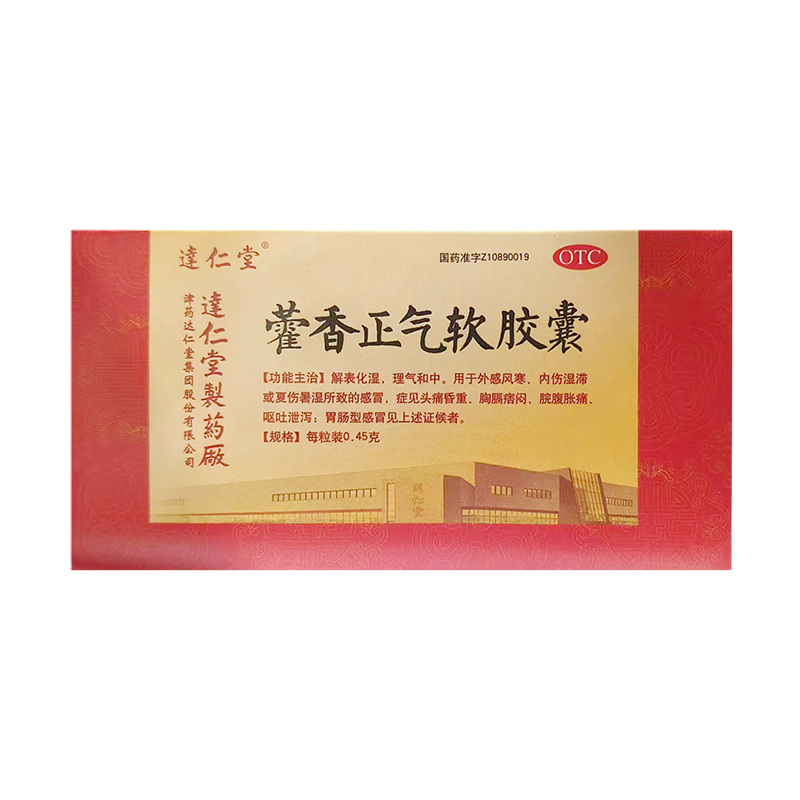 達仁堂®
国药准字Z10890019
OTC
達仁堂製药厰
津药达仁堂集团股份有限公司
藿香正气软胶囊
【功能主治】解表化湿，理气和中。用于外感风寒、内伤湿滞
或夏伤暑湿所致的感冒，症见头痛昏重、胸膈痞闷、脘腹胀痛、
呕吐泄泻；胃肠型感冒见上述证候者。
【规格】每粒装0.45克
達仁堂